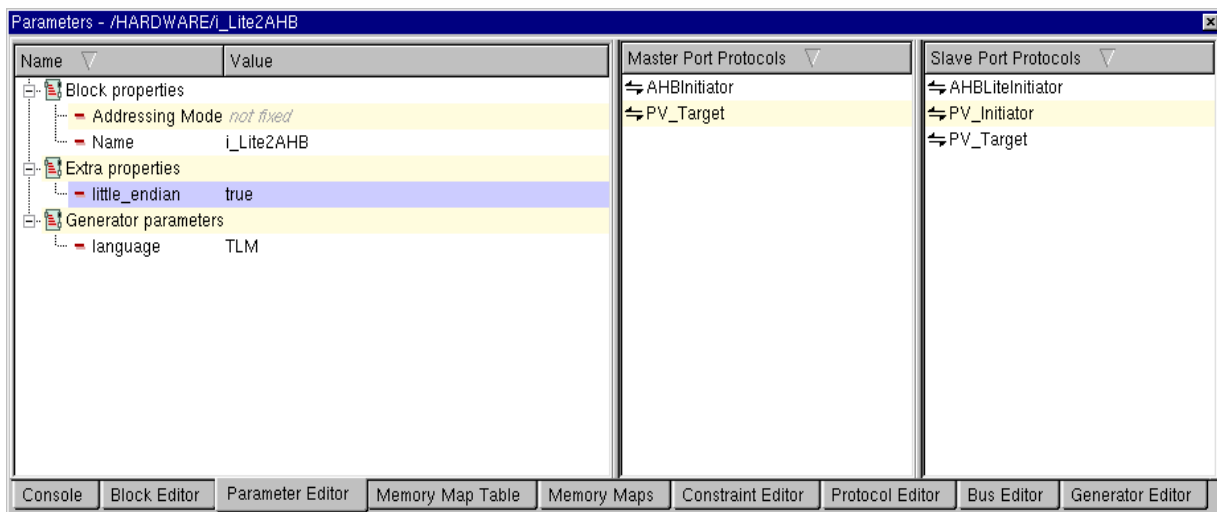 Parameters - /HARDWARE/i_Lite2AHB
Name Value
Block properties
Addressing Mode not fixed
Name i_Lite2AHB
Extra properties
little_endian true
Generator parameters
language TLM
Master Port Protocols
AHBInitiator
PV_Target
Slave Port Protocols
AHBLiteInitiator
PV_Initiator
PV_Target
Console Block Editor Parameter Editor Memory Map Table Memory Maps Constraint Editor Protocol Editor Bus Editor Generator Editor